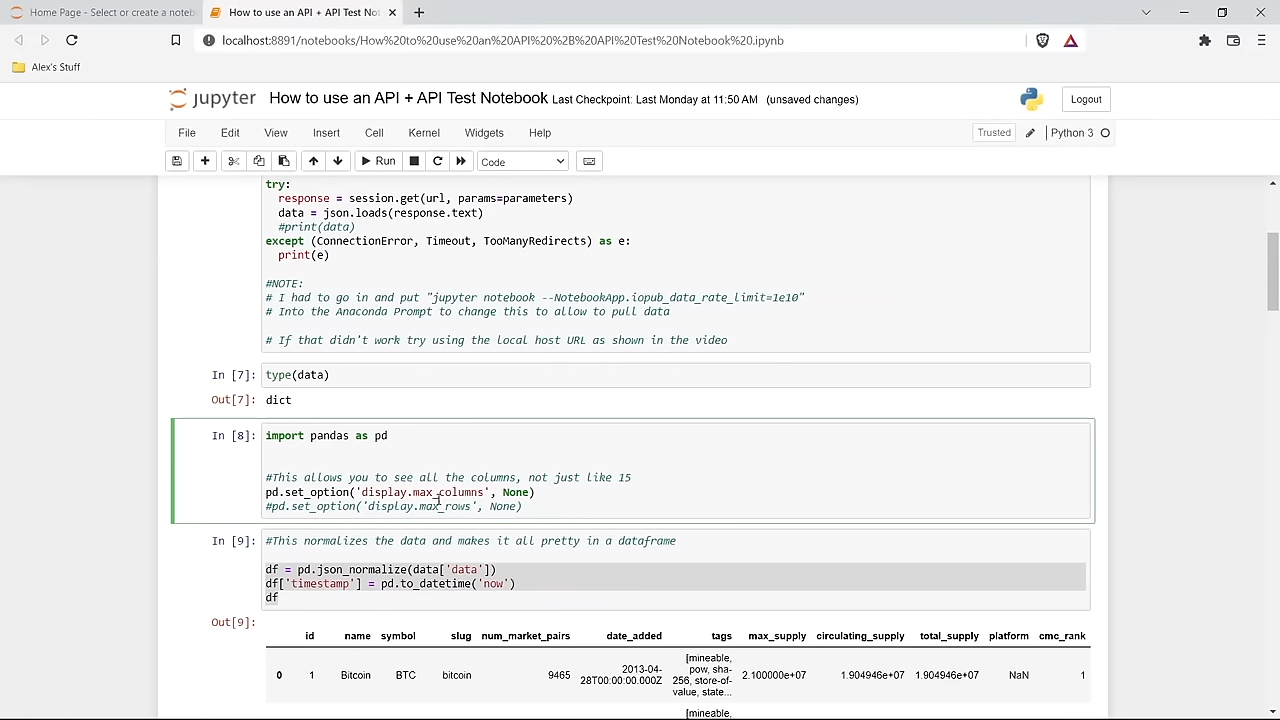 Home Page - Select or create a noteb
How to use an API + API Test No
localhost:8891/notebooks/How%20to%20use%20an%20API%20%2B%20API%20Test%20Notebook%20.ipynb
Alex's Stuff
jupyter How to use an API + API Test Notebook Last Checkpoint: Last Monday at 11:50 AM (unsaved changes)
Logout
File Edit View Insert Cell Kernel Widgets Help
Trusted
Python 3
Run
Code
try:
response = session.get(url, params=parameters)
data = json.loads(response.text)
#print(data)
except (ConnectionError, Timeout, TooManyRedirects) as e:
print(e)
#NOTE:
# I had to go in and put "jupyter notebook --NotebookApp.iopub_data_rate_limit=1e10"
# Into the Anaconda Prompt to change this to allow to pull data
# If that didn't work try using the local host URL as shown in the video
In [7]: type(data)
Out[7]: dict
In [8]: import pandas as pd
#This allows you to see all the columns, not just like 15
pd.set_option('display.max_columns', None)
#pd.set_option('display.max_rows', None)
In [9]: #This normalizes the data and makes it all pretty in a dataframe
df = pd.json_normalize(data['data'])
df['timestamp'] = pd.to_datetime('now')
df
Out[9]:
id name symbol slug num_market_pairs date_added tags max_supply circulating_supply total_supply platform cmc_rank
0 1 Bitcoin BTC bitcoin 9465 2013-04-28T00:00:00.000Z [mineable, pow, sha-256, store-of-value, state... 2.100000e+07 1.904946e+07 1.904946e+07 NaN 1
[mineable,